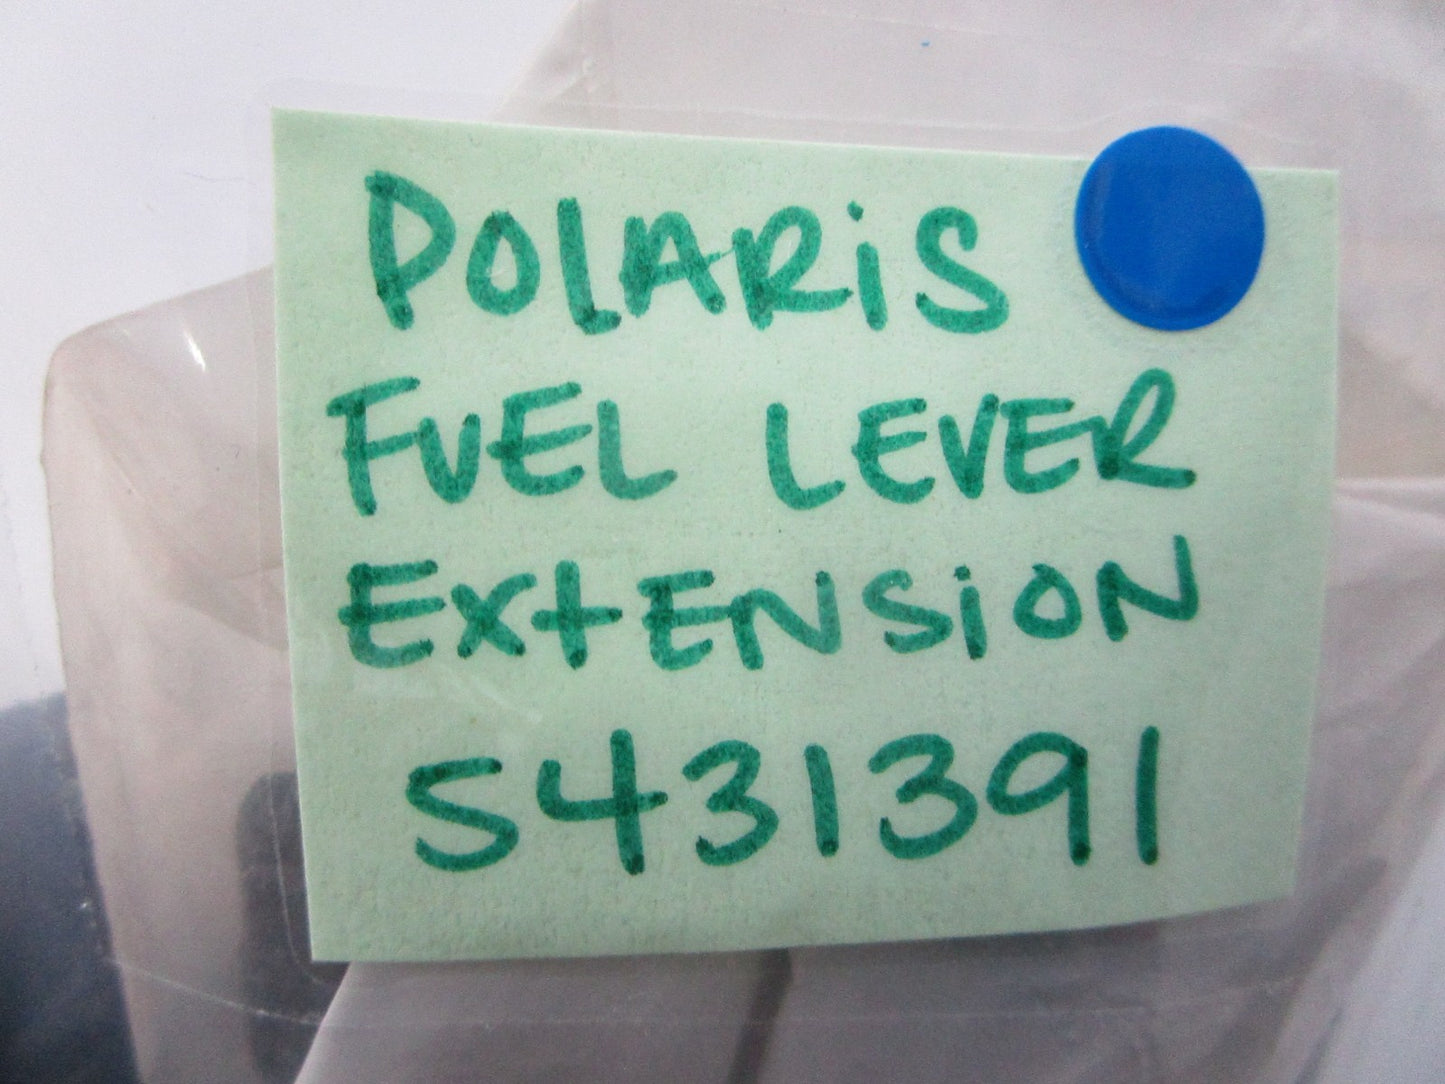 POLARiS
FUEL LEVER
EXtENSiON
5431391